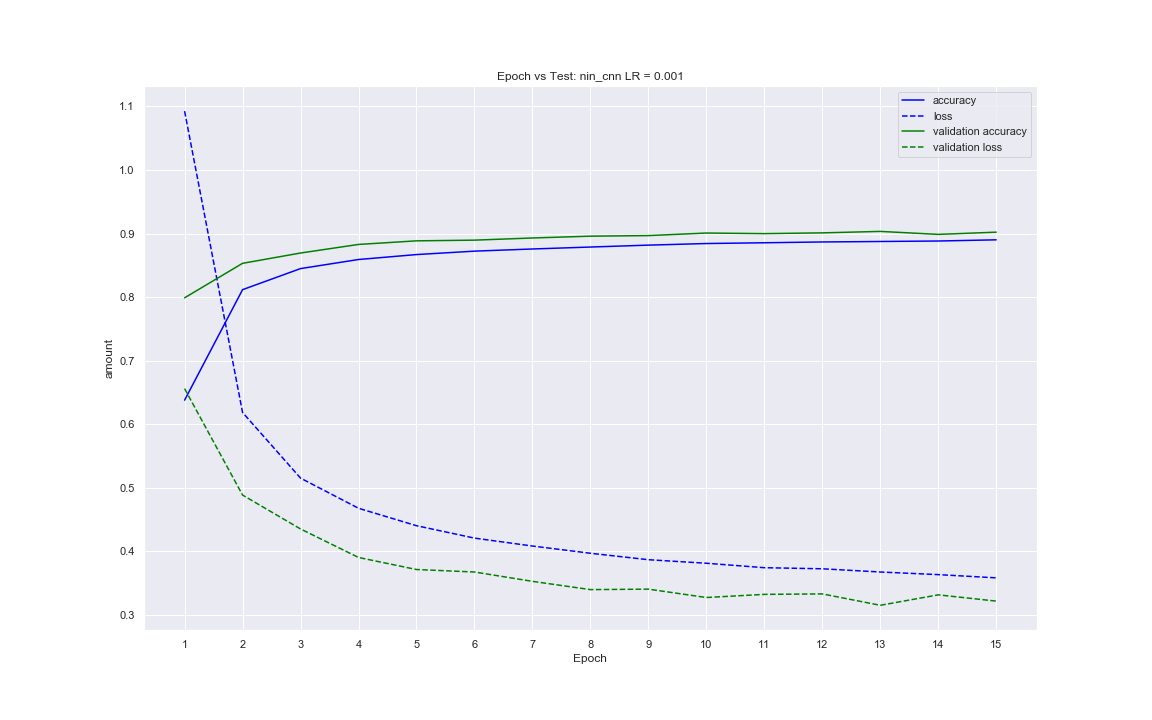 Epoch vs Test: nin_cnn LR = 0.001
accuracy
loss
validation accuracy
validation loss
1.1
1.0
0.9
0.8
0.7
0.6
0.5
0.4
0.3
amount
1 2 3 4 5 6 7 8 9 10 11 12 13 14 15
Epoch